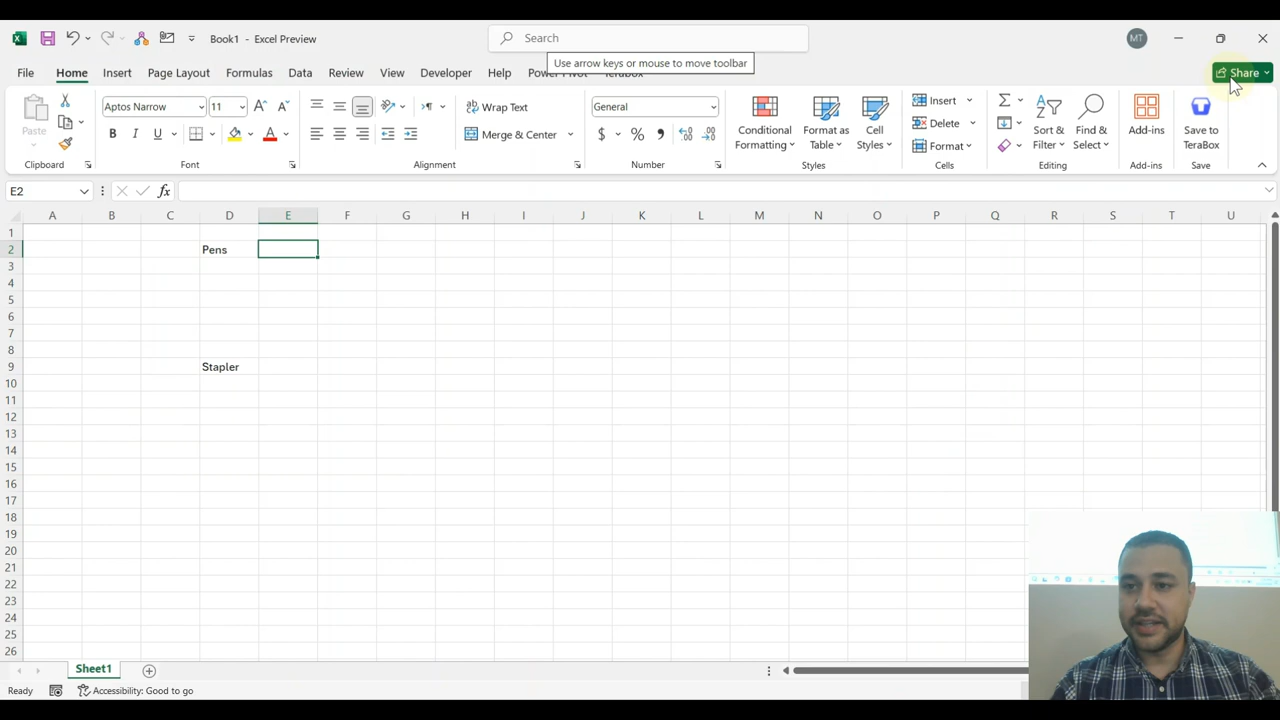 Book1 - Excel Preview
Search
MT
Use arrow keys or mouse to move toolbar
File Home Insert Page Layout Formulas Data Review View Developer Help Share
Paste
Aptos Narrow 11
B I U A
Wrap Text
Merge & Center
General
$ % 9
Conditional Formatting
Format as Table
Cell Styles
Insert
Delete
Format
Sort & Filter
Find & Select
Add-ins
Save to TeraBox
Clipboard Font Alignment Number Styles Cells Editing Add-ins Save
E2 fx
A B C D E F G H I J K L M N O P Q R S T U
1
2 Pens
3
4
5
6
7
8
9 Stapler
10
11
12
13
14
15
16
17
18
19
20
21
22
23
24
25
26
Sheet1
Ready Accessibility: Good to go